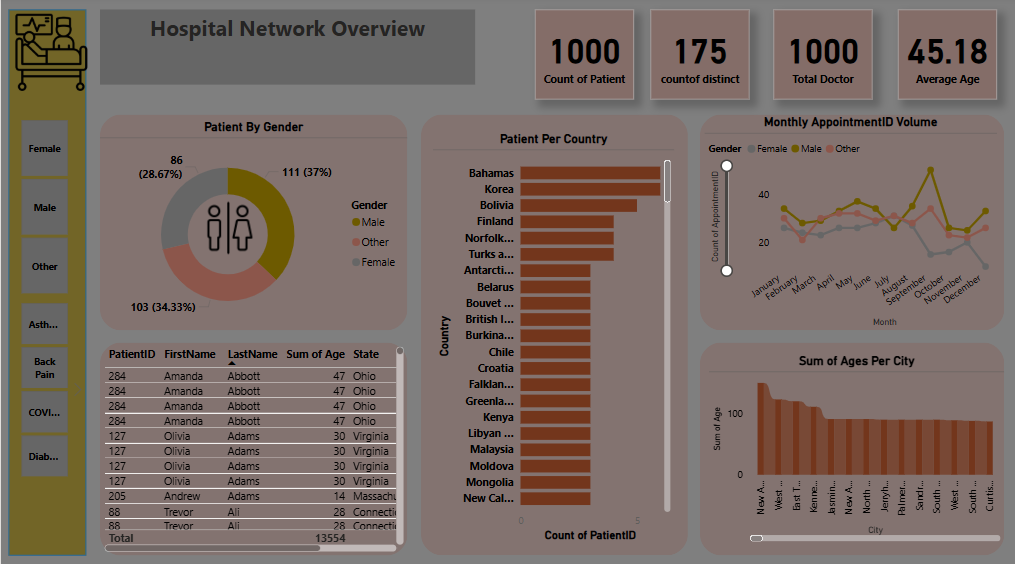 Hospital Network Overview
1000
Count of Patient
175
countof distinct
1000
Total Doctor
45.18
Average Age
Female
Male
Other
Asth...
Back
Pain
COVI...
Diab...
Patient By Gender
86
(28.67%)
111 (37%)
103 (34.33%)
Gender
Male
Other
Female
PatientID FirstName LastName Sum of Age State
284 Amanda Abbott 47 Ohio
284 Amanda Abbott 47 Ohio
284 Amanda Abbott 47 Ohio
284 Amanda Abbott 47 Ohio
127 Olivia Adams 30 Virginia
127 Olivia Adams 30 Virginia
127 Olivia Adams 30 Virginia
127 Olivia Adams 30 Virginia
205 Andrew Adams 14 Massachu
88 Trevor Ali 28 Connecti
88 Trevor Ali 28 Connecti
Total 13554
Patient Per Country
Country
Bahamas
Korea
Bolivia
Finland
Norfolk...
Turks a...
Antarcti...
Belarus
Bouvet ...
British I...
Burkina...
Chile
Croatia
Falklan...
Greenla...
Kenya
Libyan ...
Malaysia
Moldova
Mongolia
New Cal...
0 5
Count of PatientID
Monthly AppointmentID Volume
Gender Female Male Other
Count of AppointmentID
40
20
January
February
March
April
May
June
July
August
September
October
November
December
Month
Sum of Ages Per City
Sum of Age
100
0
New A...
West ...
East T...
Kenne...
Jasmin...
New A...
North ...
Jerryh...
Palmer...
Sandr...
South ...
West ...
South ...
Curtis...
City